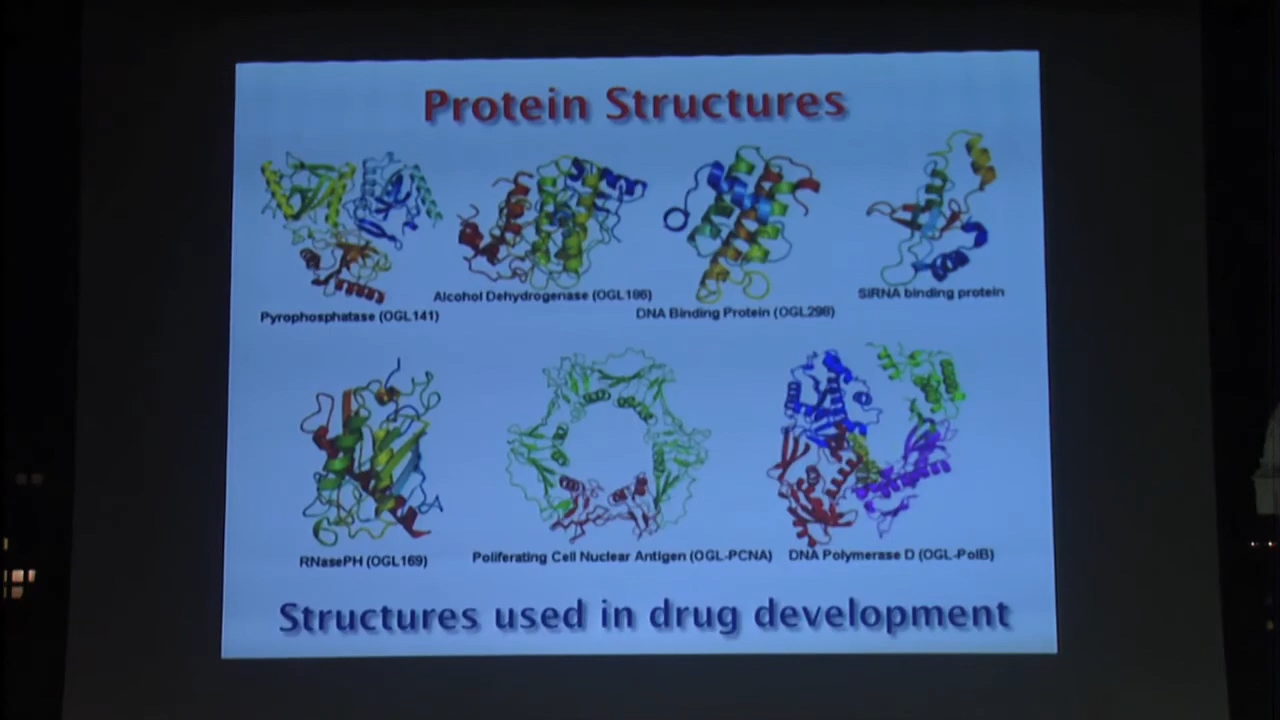 Protein Structures
Pyrophosphatase (OGL141)
Alcohol Dehydrogenase (OGL186)
DNA Binding Protein (OGL298)
SiRNA binding protein
RNasePH (OGL169)
Poliferating Cell Nuclear Antigen (OGL-PCNA)
DNA Polymerase D (OGL-PolB)
Structures used in drug development